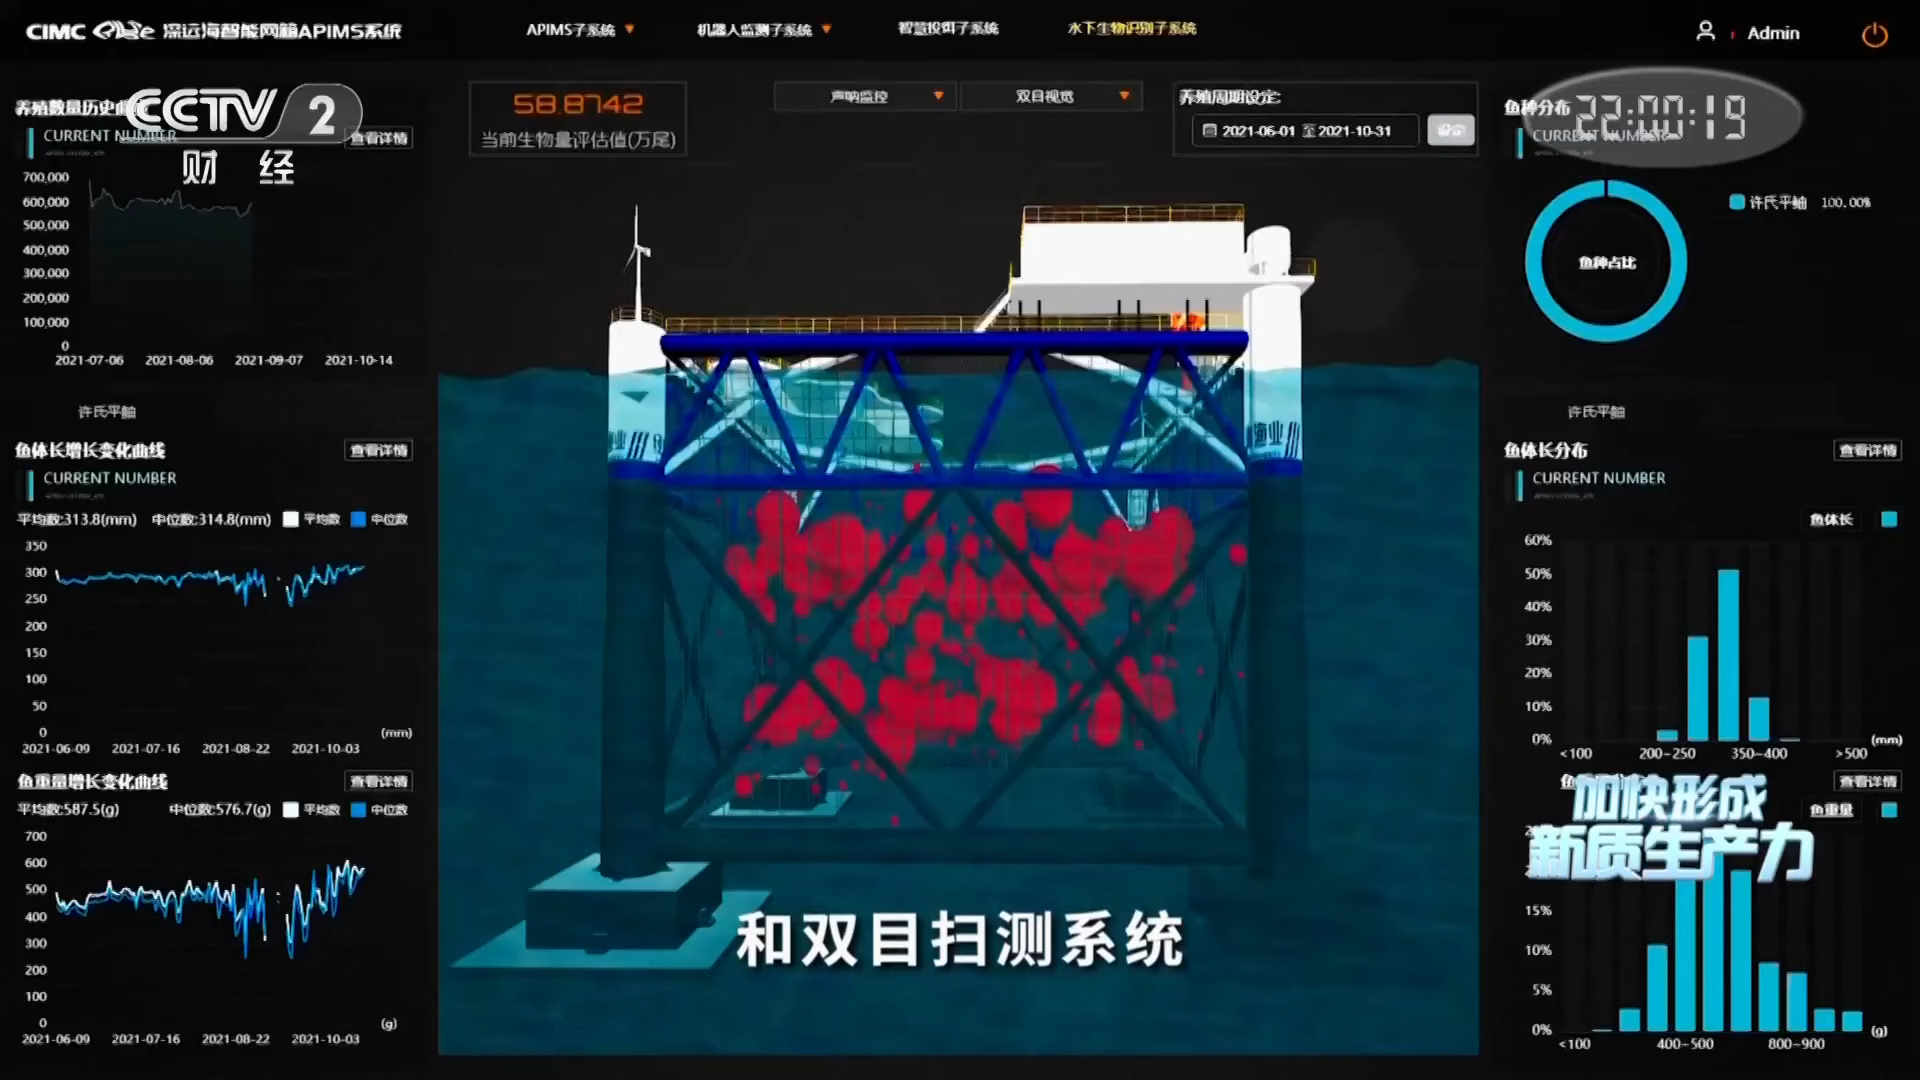 CIMC 深远海智能网箱APIMS系统
APIMS子系统
机器人监测子系统
智慧投饵子系统
水下生物识别子系统
Admin
养殖数量历史曲
CURRENT NUMBER
查看详情
CCTV 2
财 经
700,000
600,000
500,000
400,000
300,000
200,000
100,000
0
2021-07-06 2021-08-06 2021-09-07 2021-10-14
58.8742
当前生物量评估值(万尾)
声呐监控
双目视觉
养殖周期设定:
2021-06-01 至 2021-10-31
鱼种分布
CURRENT NUMBER
22:00:19
许氏平鲉 100.00%
鱼种占比
许氏平鲉
鱼体长增长变化曲线
查看详情
CURRENT NUMBER
平均数:313.8(mm) 中位数:314.8(mm) 平均数 中位数
350
300
250
200
150
100
50
0
(mm)
2021-06-09 2021-07-16 2021-08-22 2021-10-03
鱼重量增长变化曲线
查看详情
平均数:587.5(g) 中位数:576.7(g) 平均数 中位数
700
600
500
400
300
200
100
0
(g)
2021-06-09 2021-07-16 2021-08-22 2021-10-03
许氏平鲉
鱼体长分布
查看详情
CURRENT NUMBER
鱼体长
60%
50%
40%
30%
20%
10%
0%
<100 200~250 350~400 >500 (mm)
查看详情
鱼重量
加快形成
新质生产力
15%
10%
5%
0%
<100 400~500 800~900 (g)
和双目扫测系统